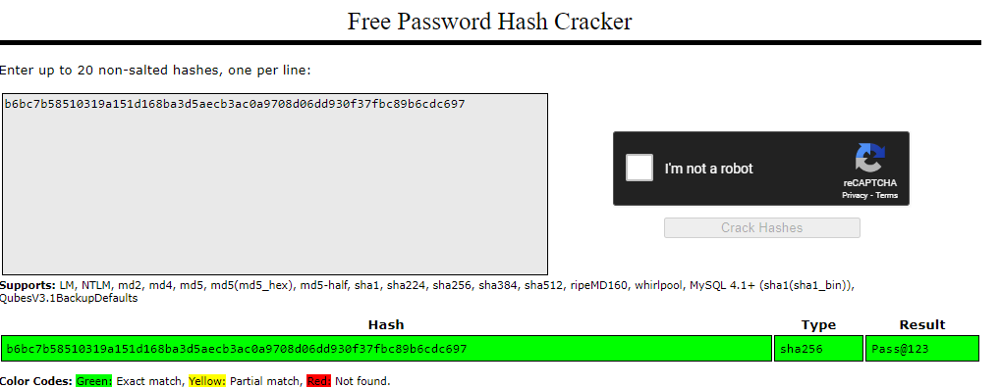 Free Password Hash Cracker
Enter up to 20 non-salted hashes, one per line:
b6bc7b58510319a151d168ba3d5aecb3ac0a9708d06dd930f37fbc89b6cdc697
I'm not a robot
reCAPTCHA
Privacy - Terms
Crack Hashes
Supports: LM, NTLM, md2, md4, md5, md5(md5_hex), md5-half, sha1, sha224, sha256, sha384, sha512, ripeMD160, whirlpool, MySQL 4.1+ (sha1(sha1_bin)),
QubesV3.1BackupDefaults
Hash Type Result
b6bc7b58510319a151d168ba3d5aecb3ac0a9708d06dd930f37fbc89b6cdc697 sha256 Pass@123
Color Codes: Green: Exact match, Yellow: Partial match, Red: Not found.